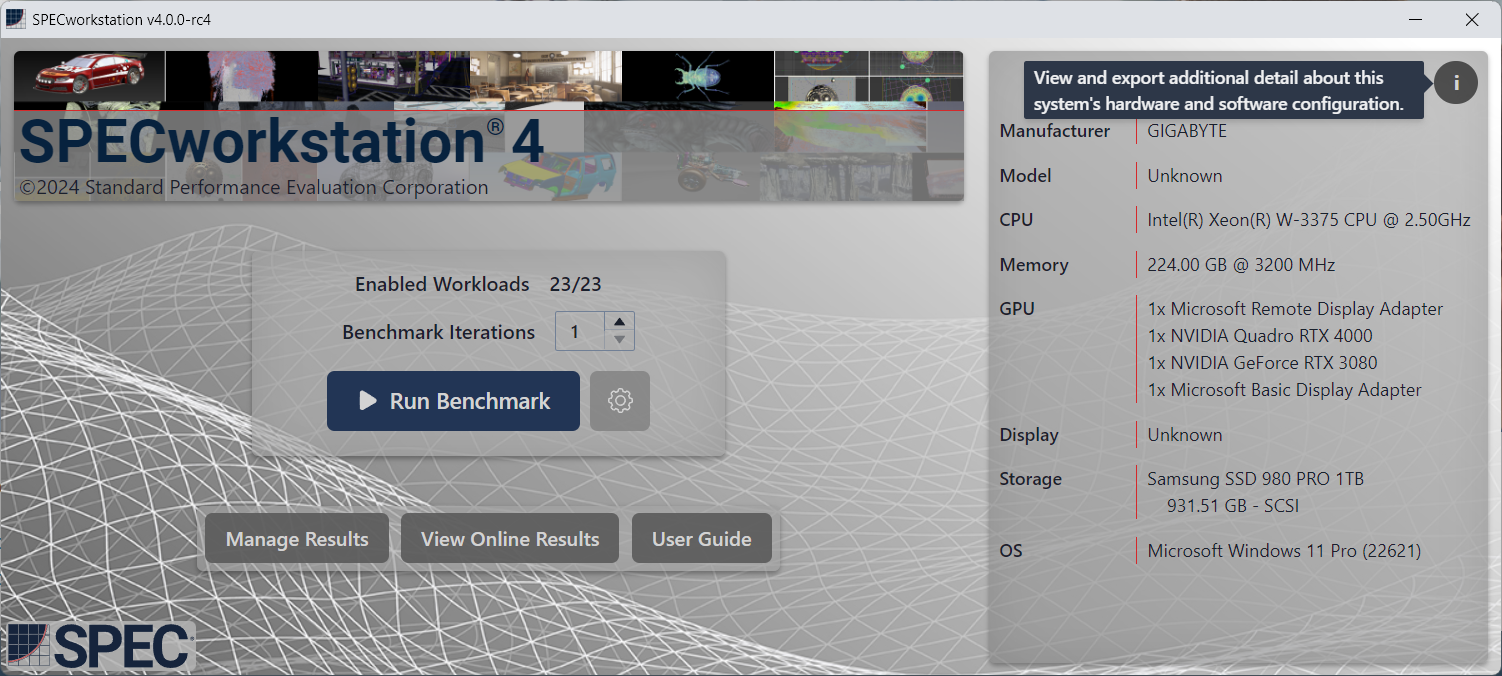 SPECworkstation v4.0.0-rc4
SPECworkstation® 4
©2024 Standard Performance Evaluation Corporation
Enabled Workloads 23/23
Benchmark Iterations 1
Run Benchmark
Manage Results View Online Results User Guide
SPEC®
View and export additional detail about this
system's hardware and software configuration.
i
Manufacturer GIGABYTE
Model Unknown
CPU Intel(R) Xeon(R) W-3375 CPU @ 2.50GHz
Memory 224.00 GB @ 3200 MHz
GPU 1x Microsoft Remote Display Adapter
1x NVIDIA Quadro RTX 4000
1x NVIDIA GeForce RTX 3080
1x Microsoft Basic Display Adapter
Display Unknown
Storage Samsung SSD 980 PRO 1TB
931.51 GB - SCSI
OS Microsoft Windows 11 Pro (22621)